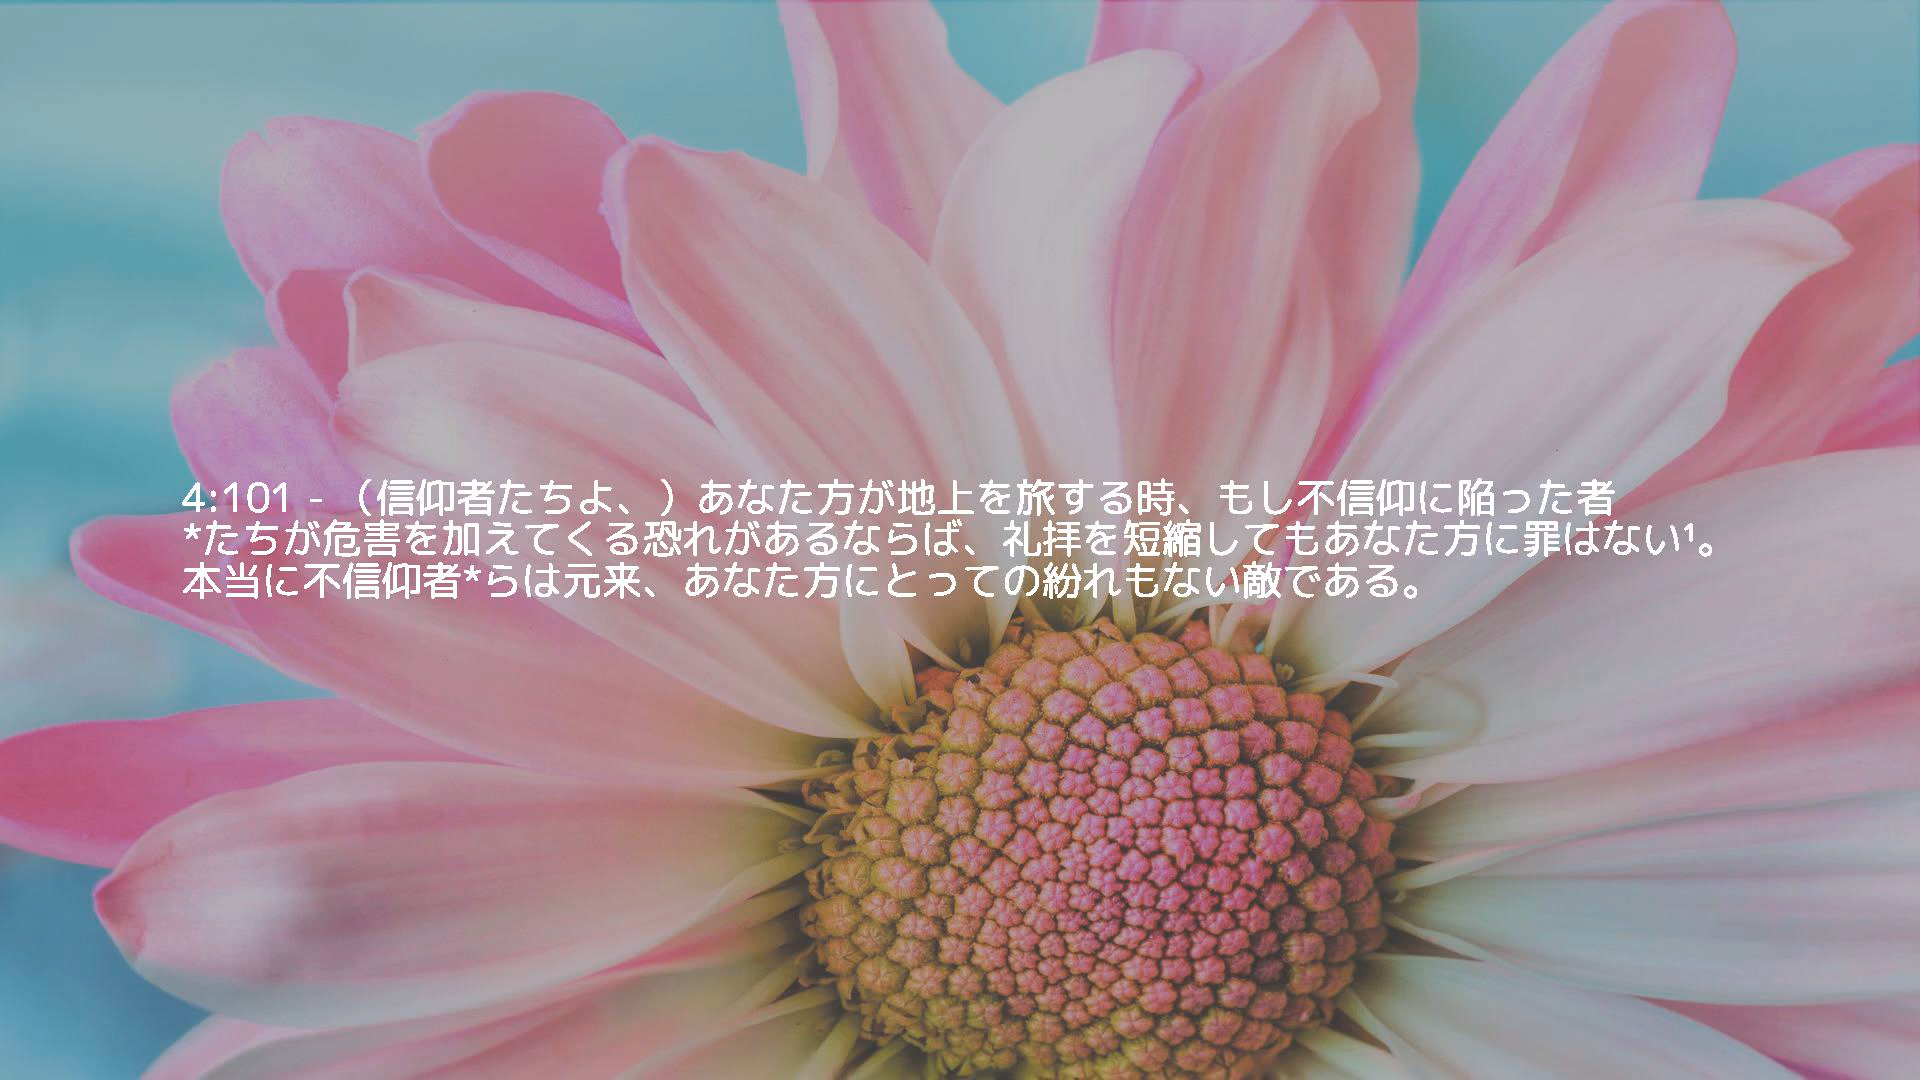 4:101 - （信仰者たちよ、）あなた方が地上を旅する時、もし不信仰に陥った者
*たちが危害を加えてくる恐れがあるならば、礼拝を短縮してもあなた方に罪はない¹。
本当に不信仰者*らは元来、あなた方にとっての紛れもない敵である。